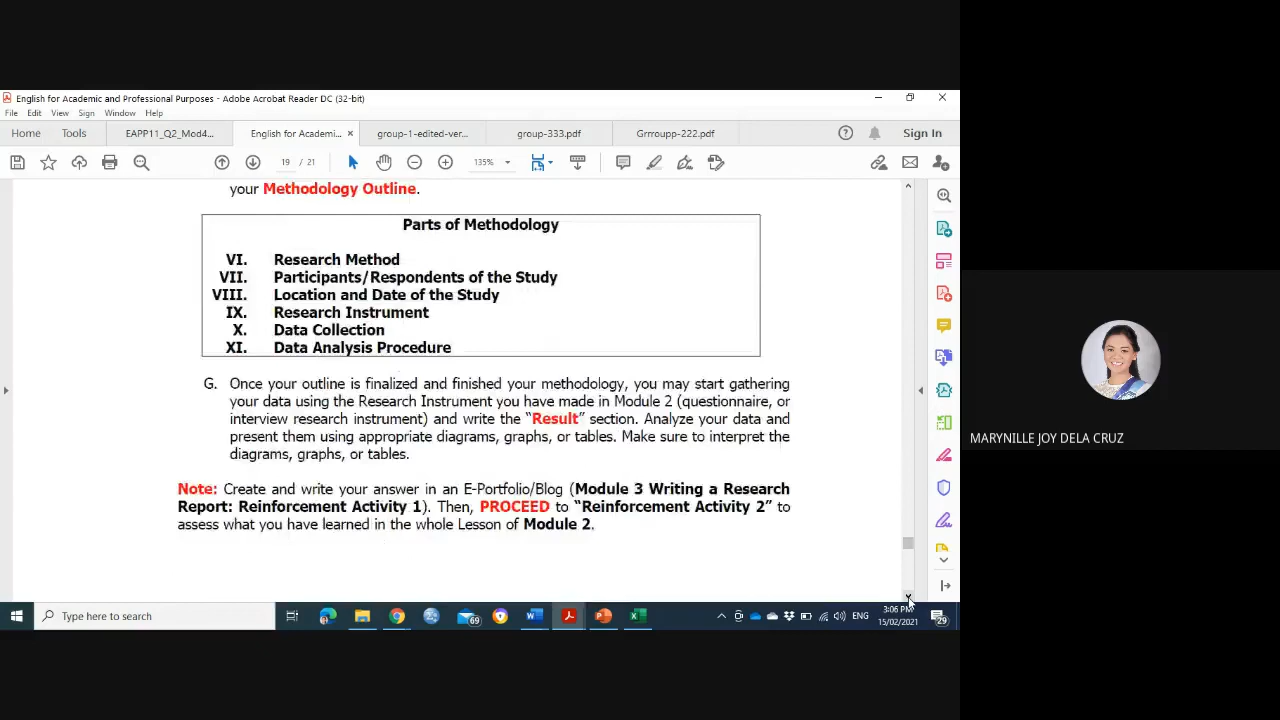 English for Academic and Professional Purposes - Adobe Acrobat Reader DC (32-bit)
File Edit View Sign Window Help
Home Tools EAPP11_Q2_Mod4... English for Academi... × group-1-edited-ver... group-333.pdf Grrroupp-222.pdf Sign In
19 / 21 135%
your Methodology Outline.
Parts of Methodology
VI. Research Method
VII. Participants/Respondents of the Study
VIII. Location and Date of the Study
IX. Research Instrument
X. Data Collection
XI. Data Analysis Procedure
G. Once your outline is finalized and finished your methodology, you may start gathering
your data using the Research Instrument you have made in Module 2 (questionnaire, or
interview research instrument) and write the “Result” section. Analyze your data and
present them using appropriate diagrams, graphs, or tables. Make sure to interpret the
diagrams, graphs, or tables.
Note: Create and write your answer in an E-Portfolio/Blog (Module 3 Writing a Research
Report: Reinforcement Activity 1). Then, PROCEED to “Reinforcement Activity 2” to
assess what you have learned in the whole Lesson of Module 2.
MARYNILLE JOY DELA CRUZ
Type here to search 69 ENG 3:06 PM
15/02/2021 29